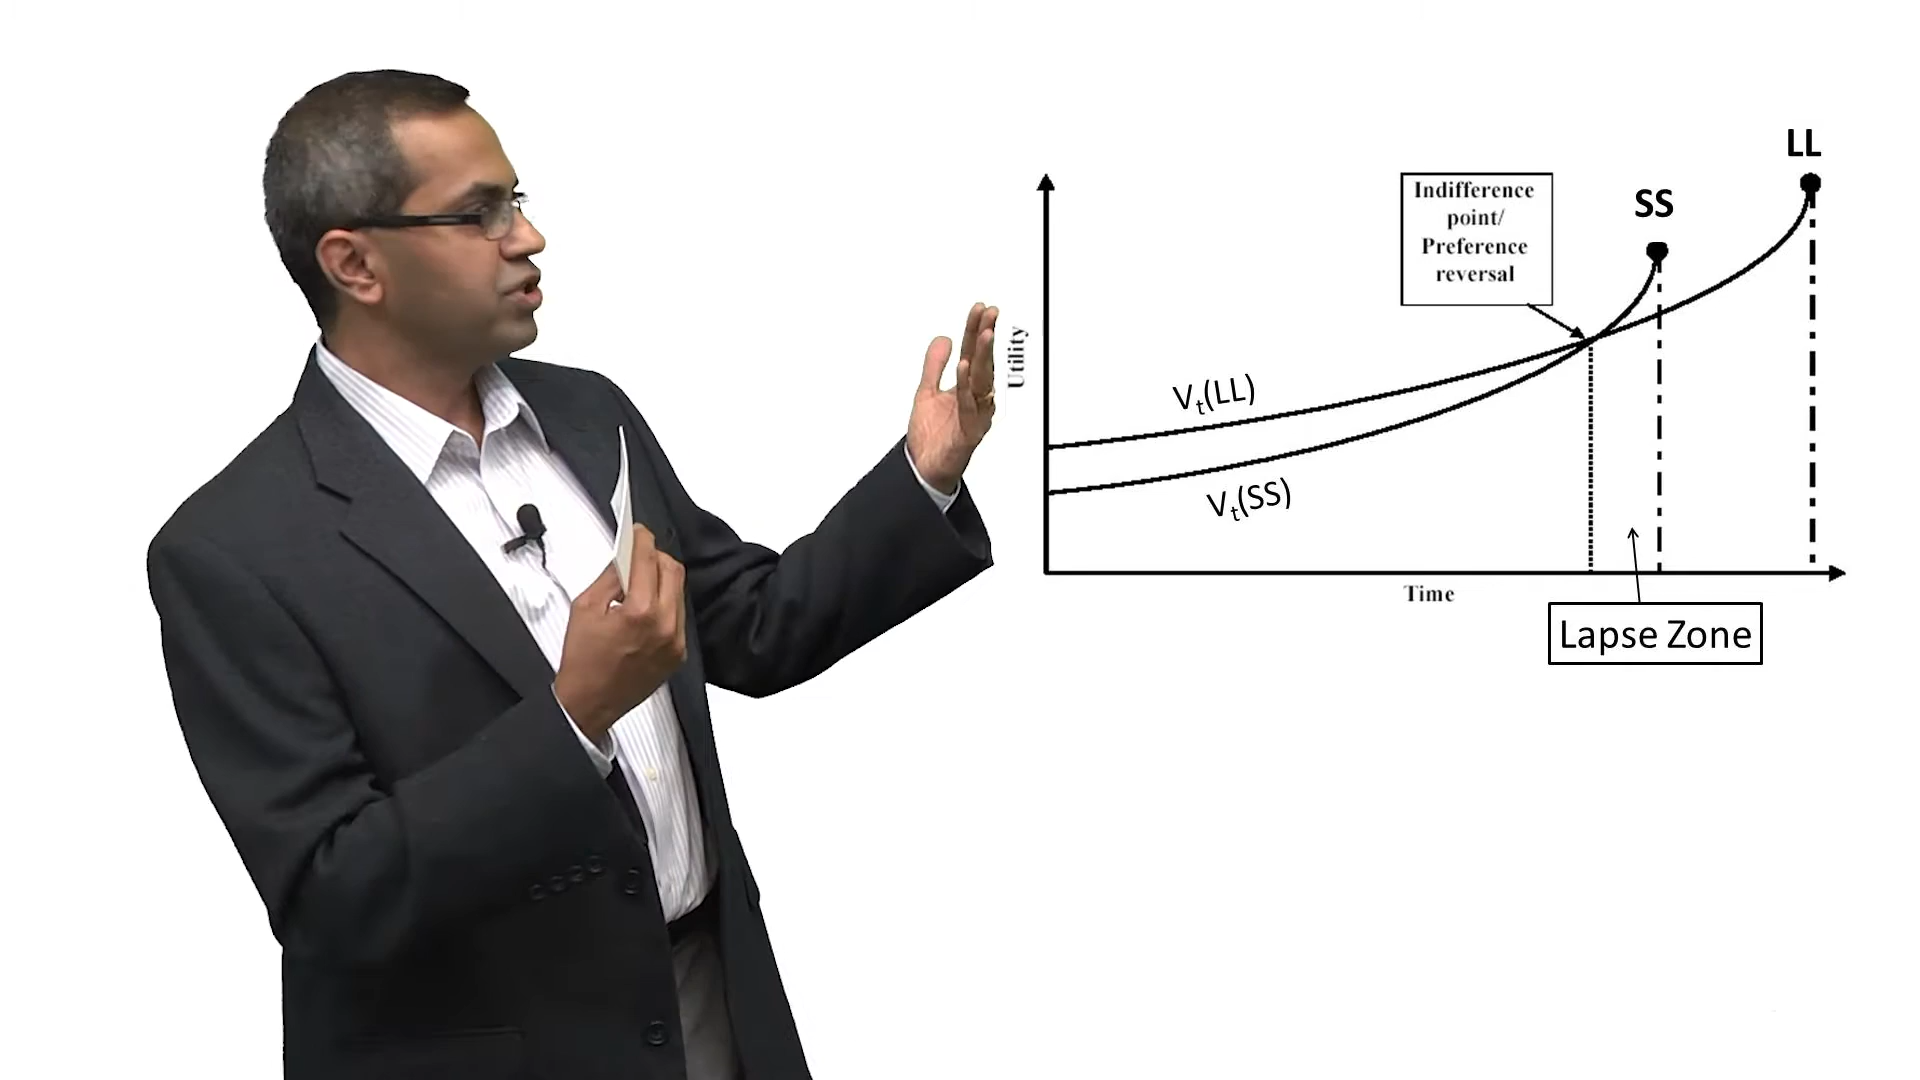 LL
SS
Indifference
point/
Preference
reversal
Utility
Vt(LL)
Vt(SS)
Time
Lapse Zone